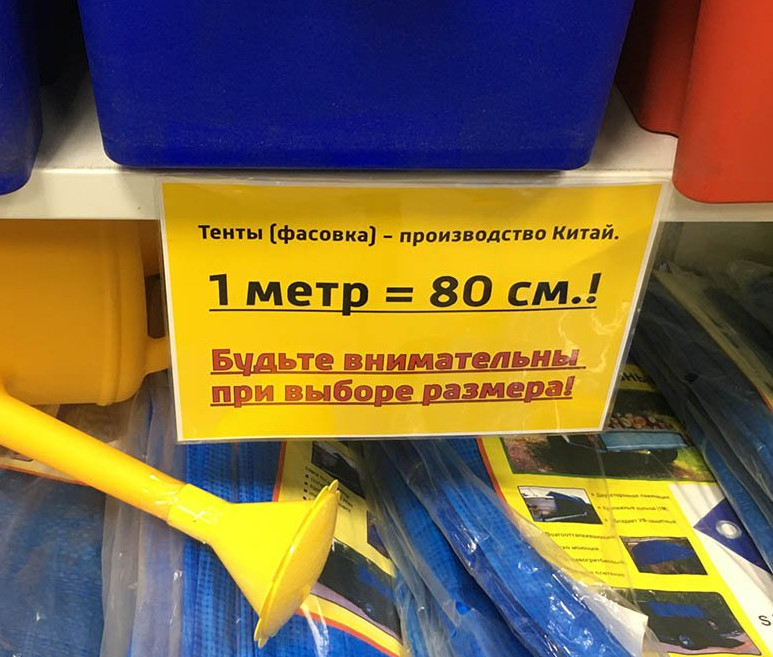 Тенты (фасовка) – производство Китай.
1 метр = 80 см.!
Будьте внимательны
при выборе размера!